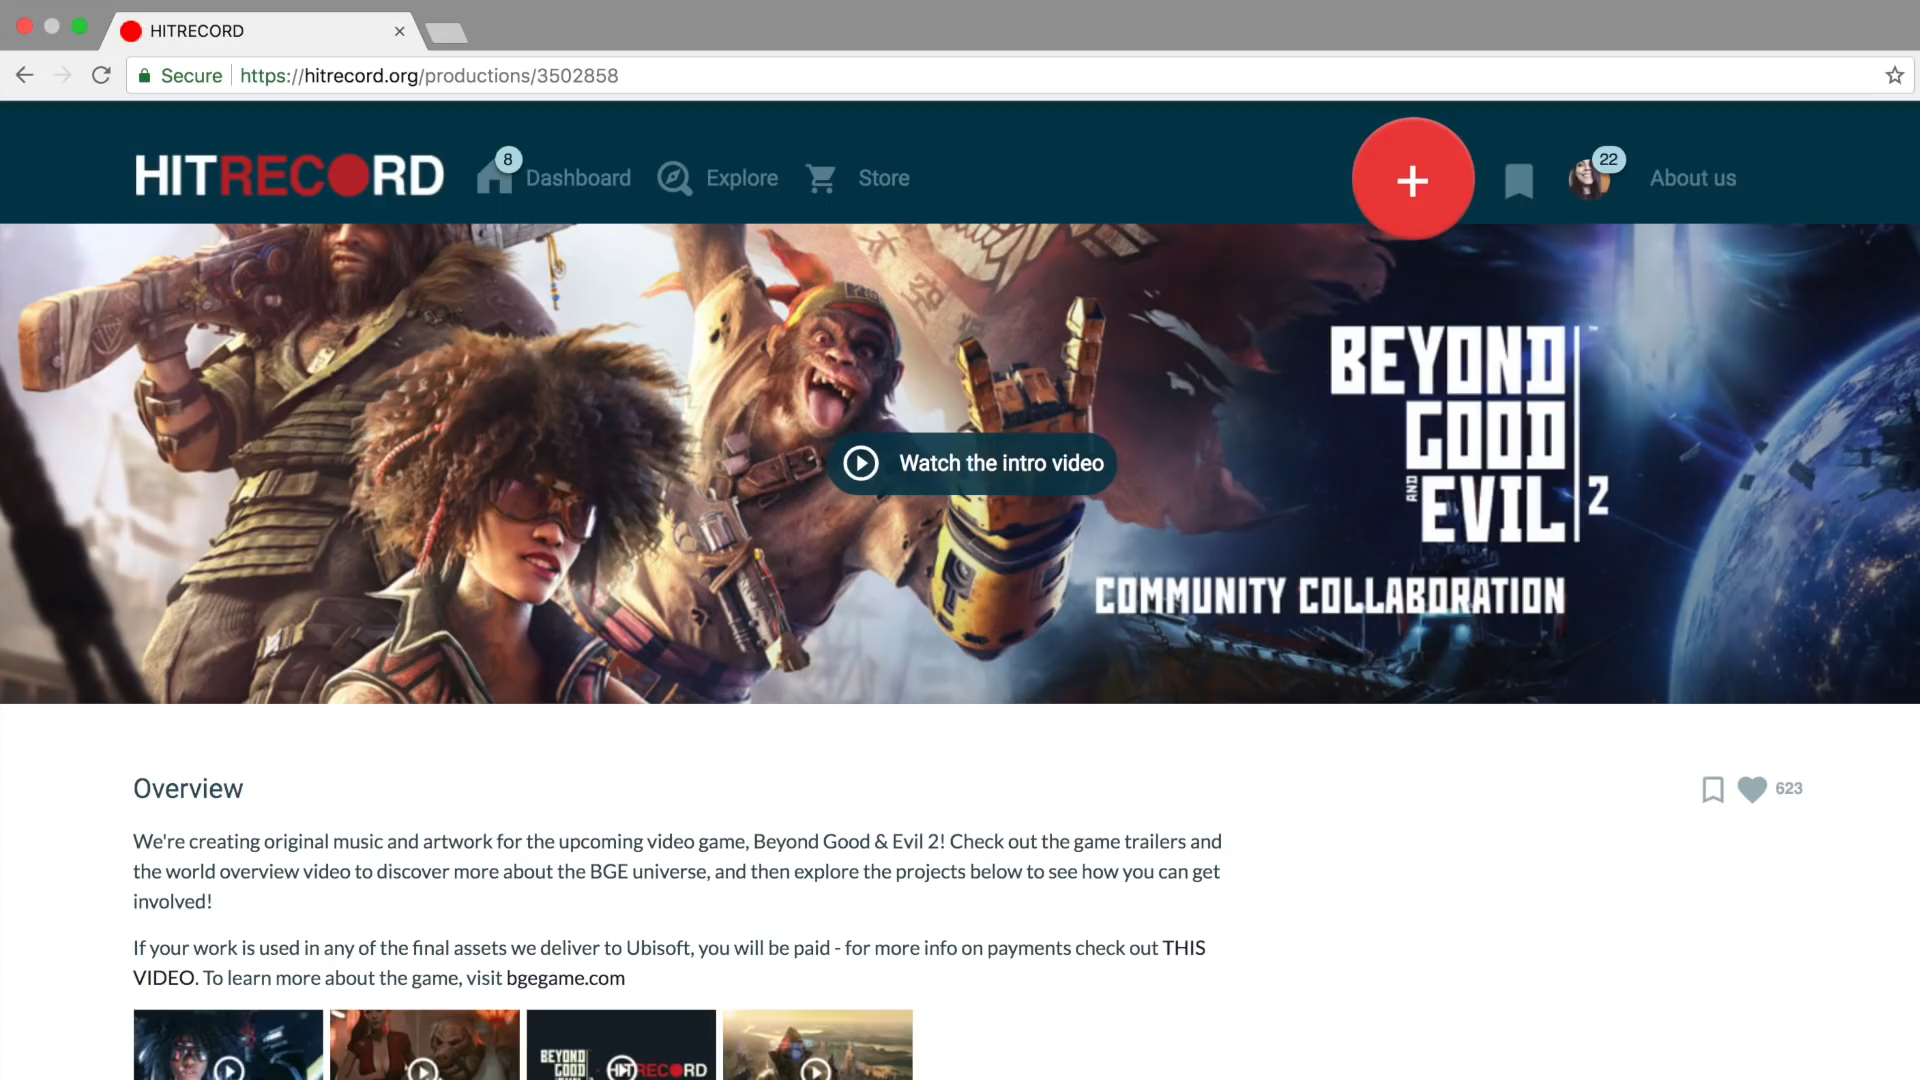 HITRECORD
Secure https://hitrecord.org/productions/3502858
HITRECORD
8
Dashboard
Explore
Store
+
22
About us
空
BEYOND
GOOD
AND
EVIL 2
Watch the intro video
COMMUNITY COLLABORATION
Overview
623
We're creating original music and artwork for the upcoming video game, Beyond Good & Evil 2! Check out the game trailers and
the world overview video to discover more about the BGE universe, and then explore the projects below to see how you can get
involved!
If your work is used in any of the final assets we deliver to Ubisoft, you will be paid - for more info on payments check out THIS
VIDEO. To learn more about the game, visit bgegame.com
BEYOND
GOOD
HITRECORD